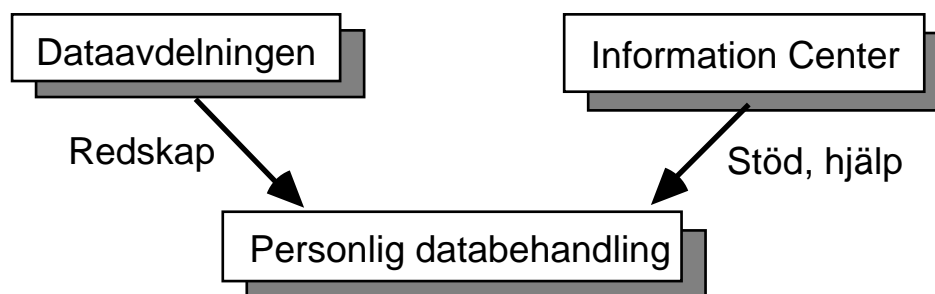 Dataavdelningen
Information Center
Redskap
Stöd, hjälp
Personlig databehandling